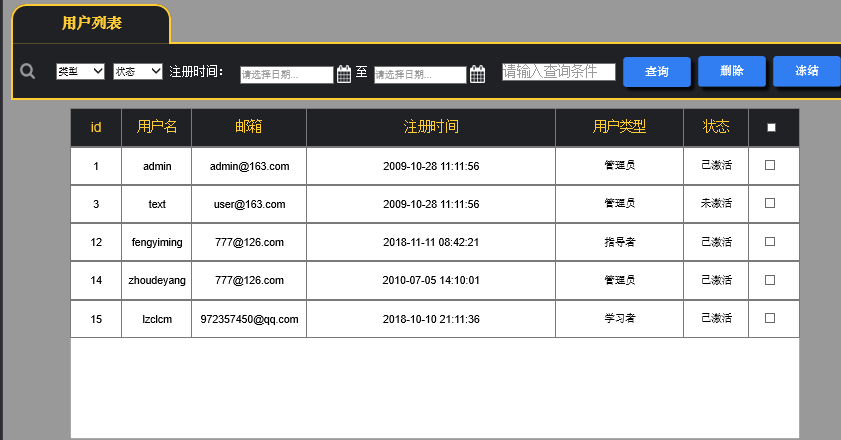 用户列表
类型 状态 注册时间： 请选择日期... 至 请选择日期... 请输入查询条件 查询 删除 冻结
id 用户名 邮箱 注册时间 用户类型 状态
1 admin admin@163.com 2009-10-28 11:11:56 管理员 已激活
3 text user@163.com 2009-10-28 11:11:56 管理员 未激活
12 fengyiming 777@126.com 2018-11-11 08:42:21 指导者 已激活
14 zhoudeyang 777@126.com 2010-07-05 14:10:01 管理员 已激活
15 lzclcm 972357450@qq.com 2018-10-10 21:11:36 学习者 已激活